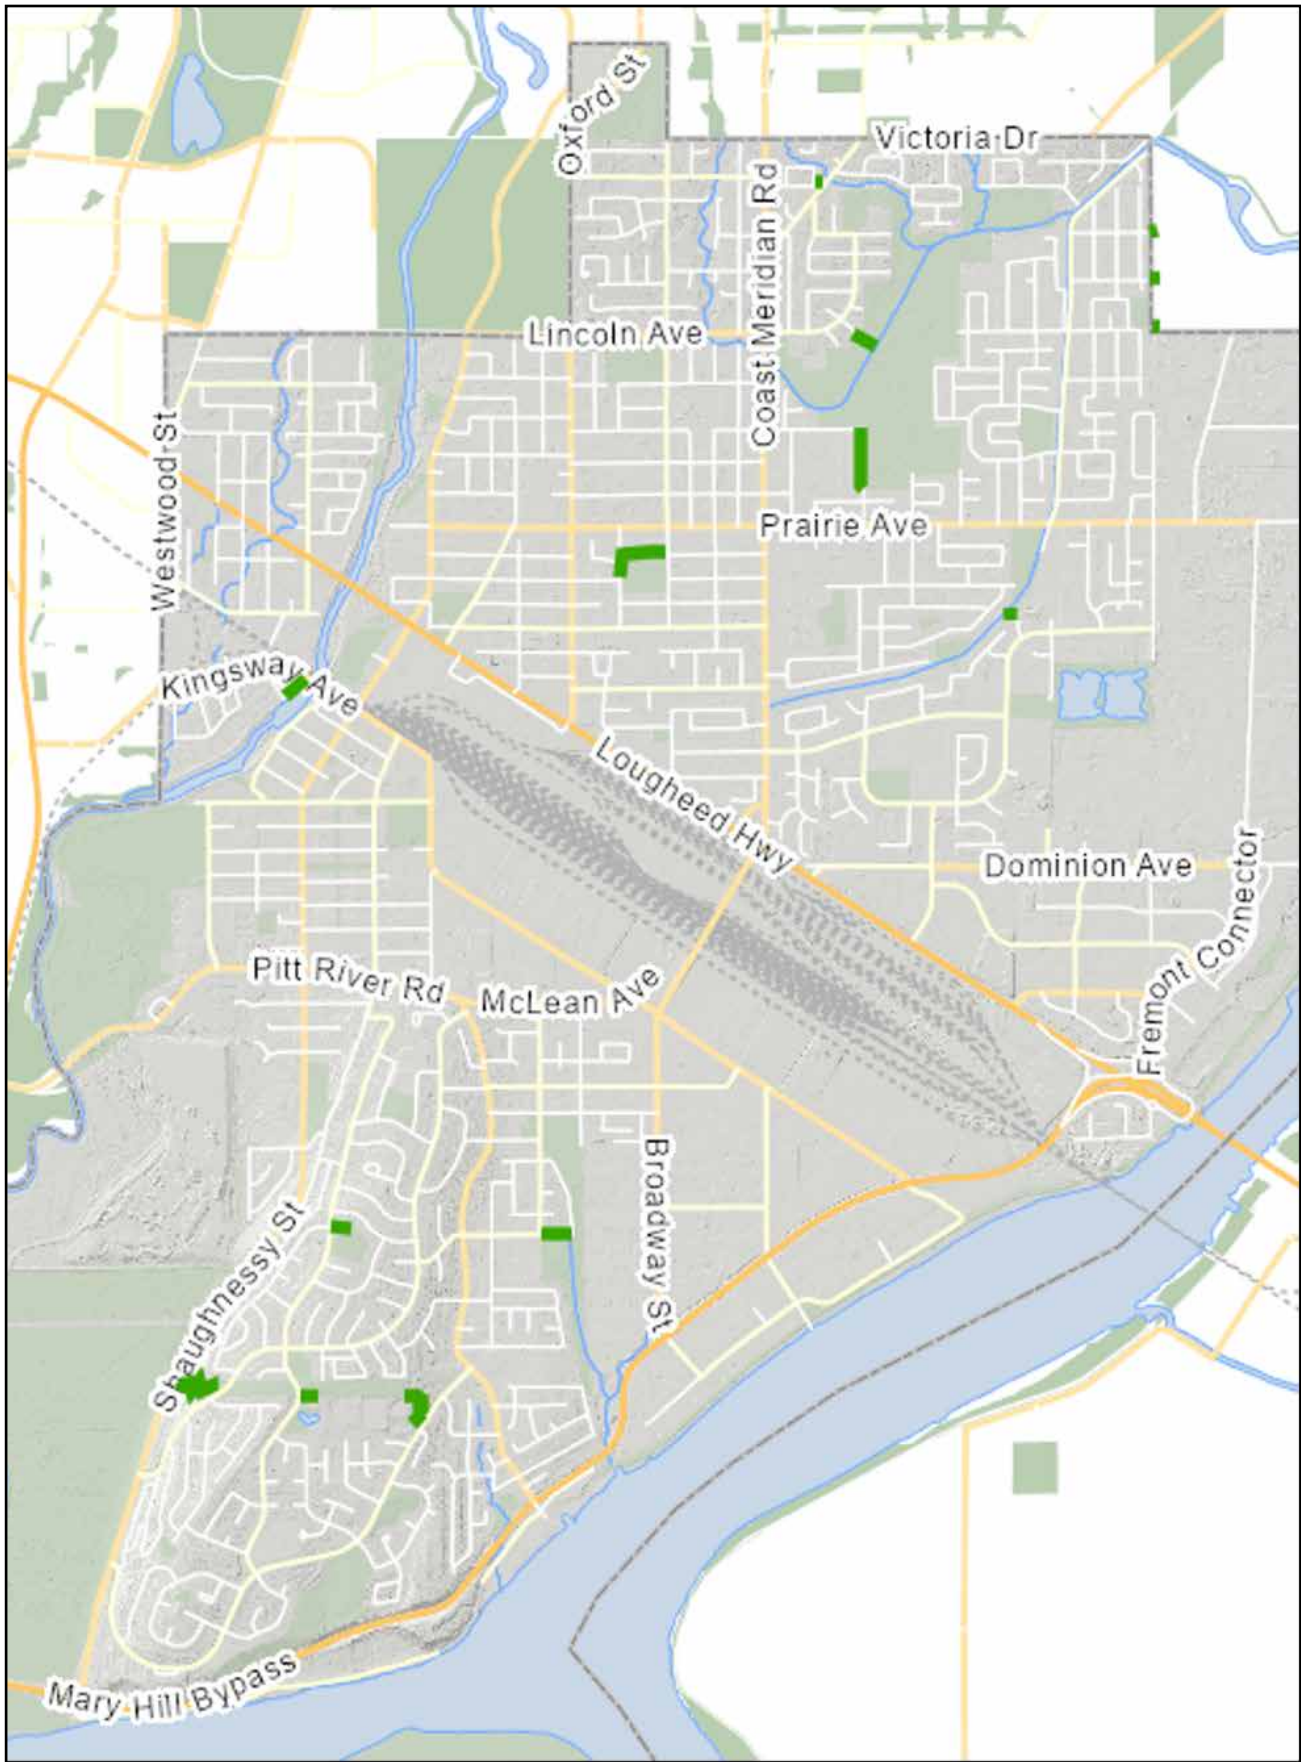 Oxford St
Victoria Dr
Coast Meridian Rd
Lincoln Ave
Westwood St
Prairie Ave
Kingsway Ave
Lougheed Hwy
Dominion Ave
Fremont Connector
Pitt River Rd
McLean Ave
Broadway St
Shaughnessy St
Mary Hill Bypass